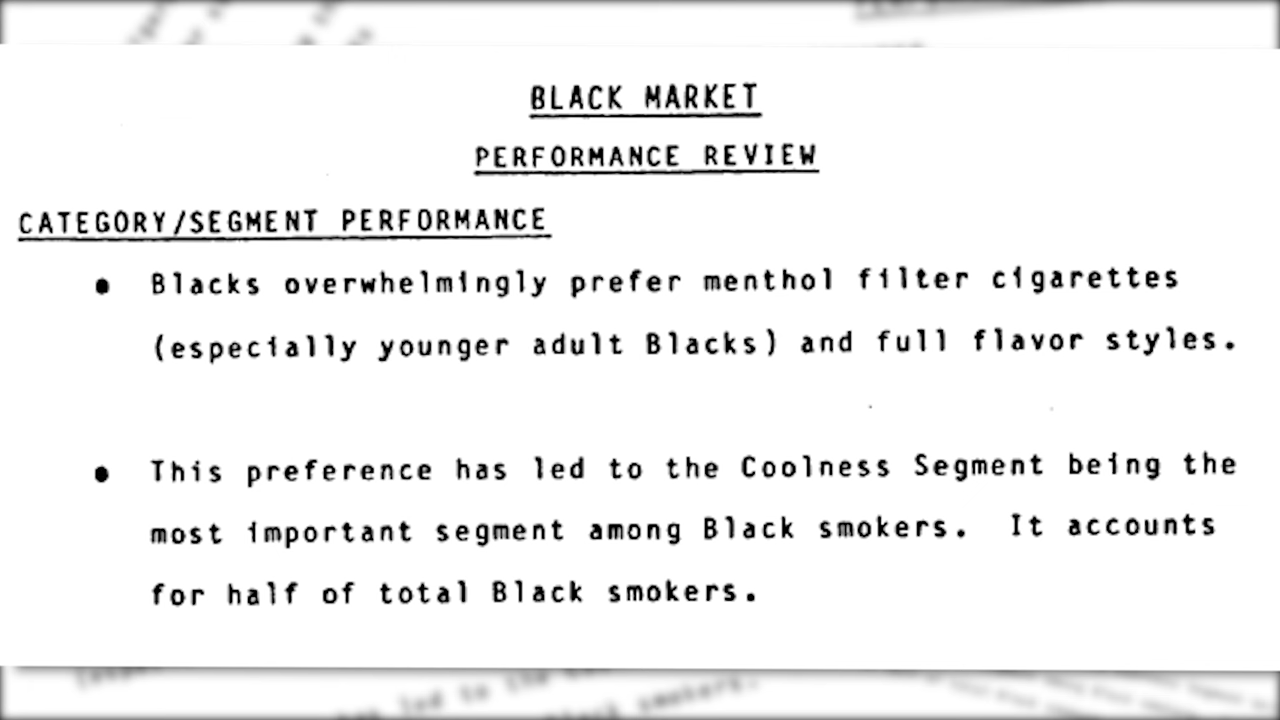 BLACK MARKET
PERFORMANCE REVIEW
CATEGORY/SEGMENT PERFORMANCE
• Blacks overwhelmingly prefer menthol filter cigarettes
(especially younger adult Blacks) and full flavor styles.
• This preference has led to the Coolness Segment being the
most important segment among Black smokers. It accounts
for half of total Black smokers.